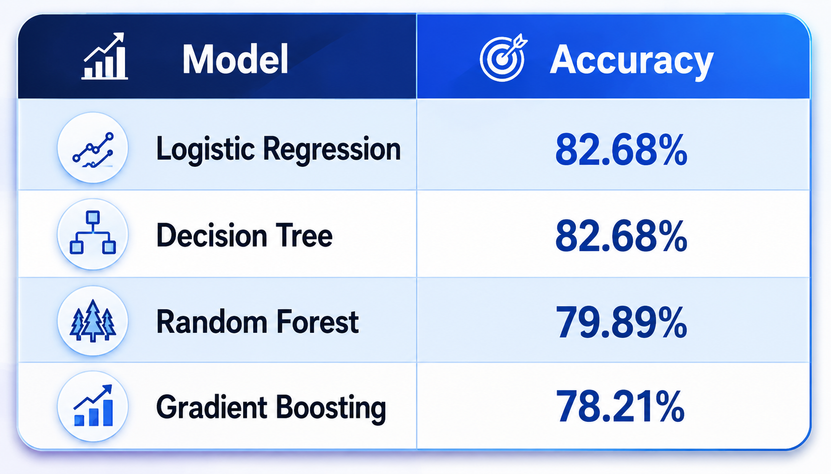 Model Accuracy
Logistic Regression 82.68%
Decision Tree 82.68%
Random Forest 79.89%
Gradient Boosting 78.21%